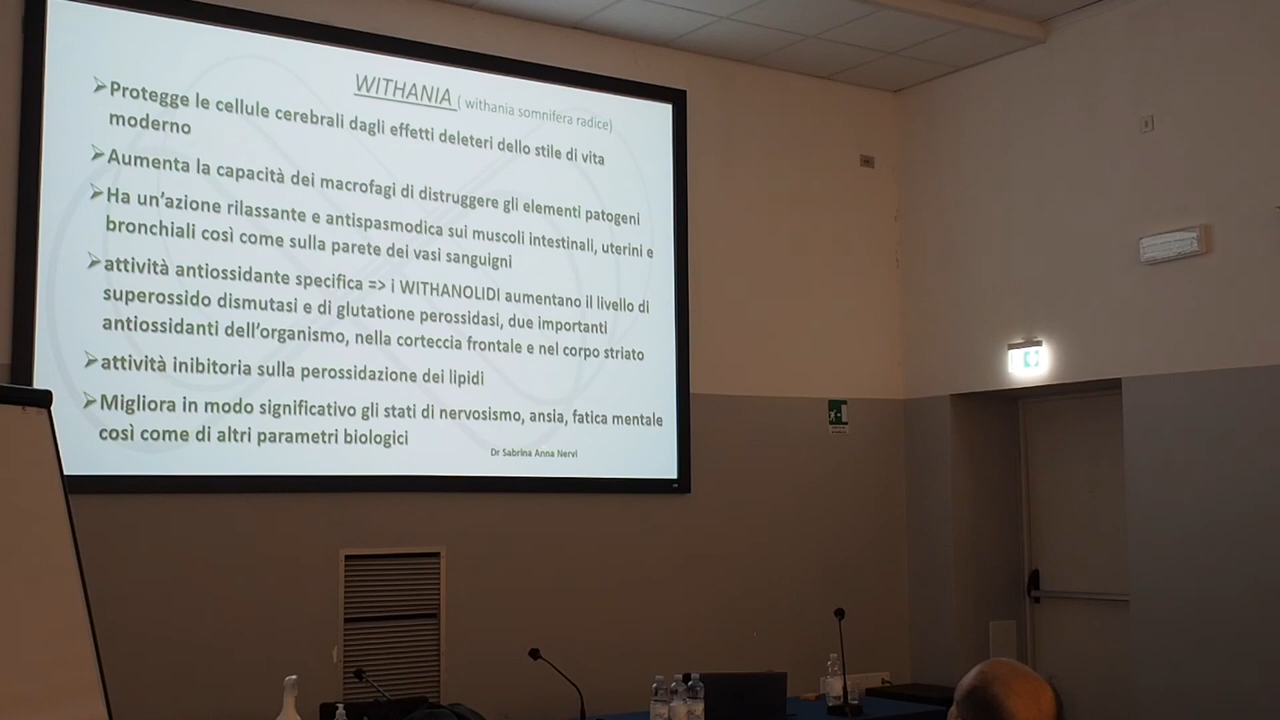 WITHANIA ( withania somnifera radice)
➢Protegge le cellule cerebrali dagli effetti deleteri dello stile di vita
moderno
➢Aumenta la capacità dei macrofagi di distruggere gli elementi patogeni
➢Ha un'azione rilassante e antispasmodica sui muscoli intestinali, uterini e
bronchiali così come sulla parete dei vasi sanguigni
➢attività antiossidante specifica => i WITHANOLIDI aumentano il livello di
superossido dismutasi e di glutatione perossidasi, due importanti
antiossidanti dell'organismo, nella corteccia frontale e nel corpo striato
➢attività inibitoria sulla perossidazione dei lipidi
➢Migliora in modo significativo gli stati di nervosismo, ansia, fatica mentale
così come di altri parametri biologici
Dr Sabrina Anna Nervi